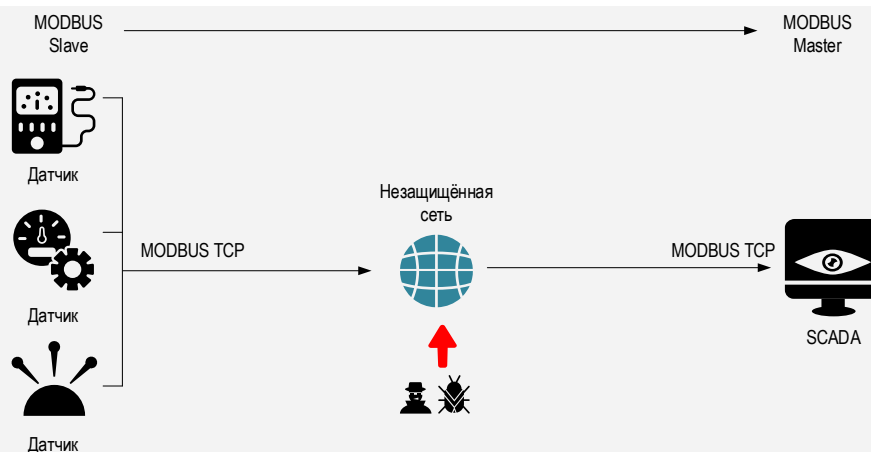 MODBUS
Slave
MODBUS
Master
Датчик
Незащищённая
сеть
MODBUS TCP
MODBUS TCP
Датчик
SCADA
Датчик